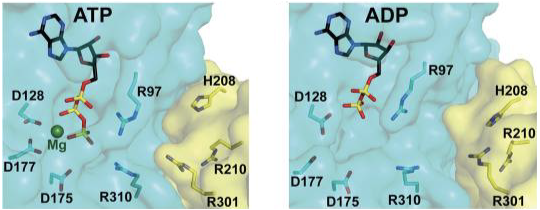 ATP
R97
H208
D128
Mg
R210
D177
D175
R310
R301
ADP
R97
H208
D128
R210
D177
D175
R310
R301